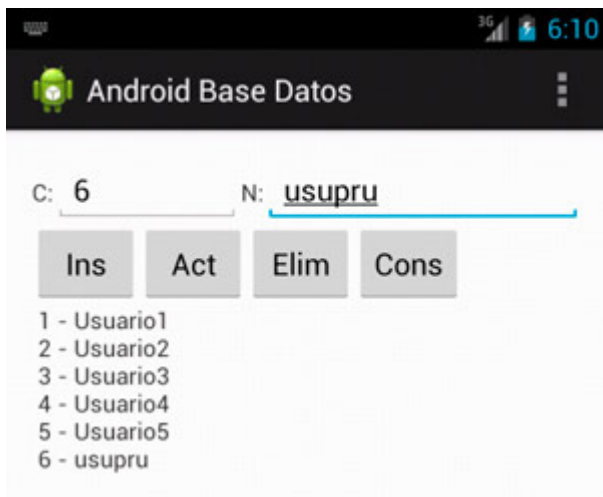 3G 6:10
Android Base Datos
C: 6 N: usupru
Ins Act Elim Cons
1 - Usuario1
2 - Usuario2
3 - Usuario3
4 - Usuario4
5 - Usuario5
6 - usupru